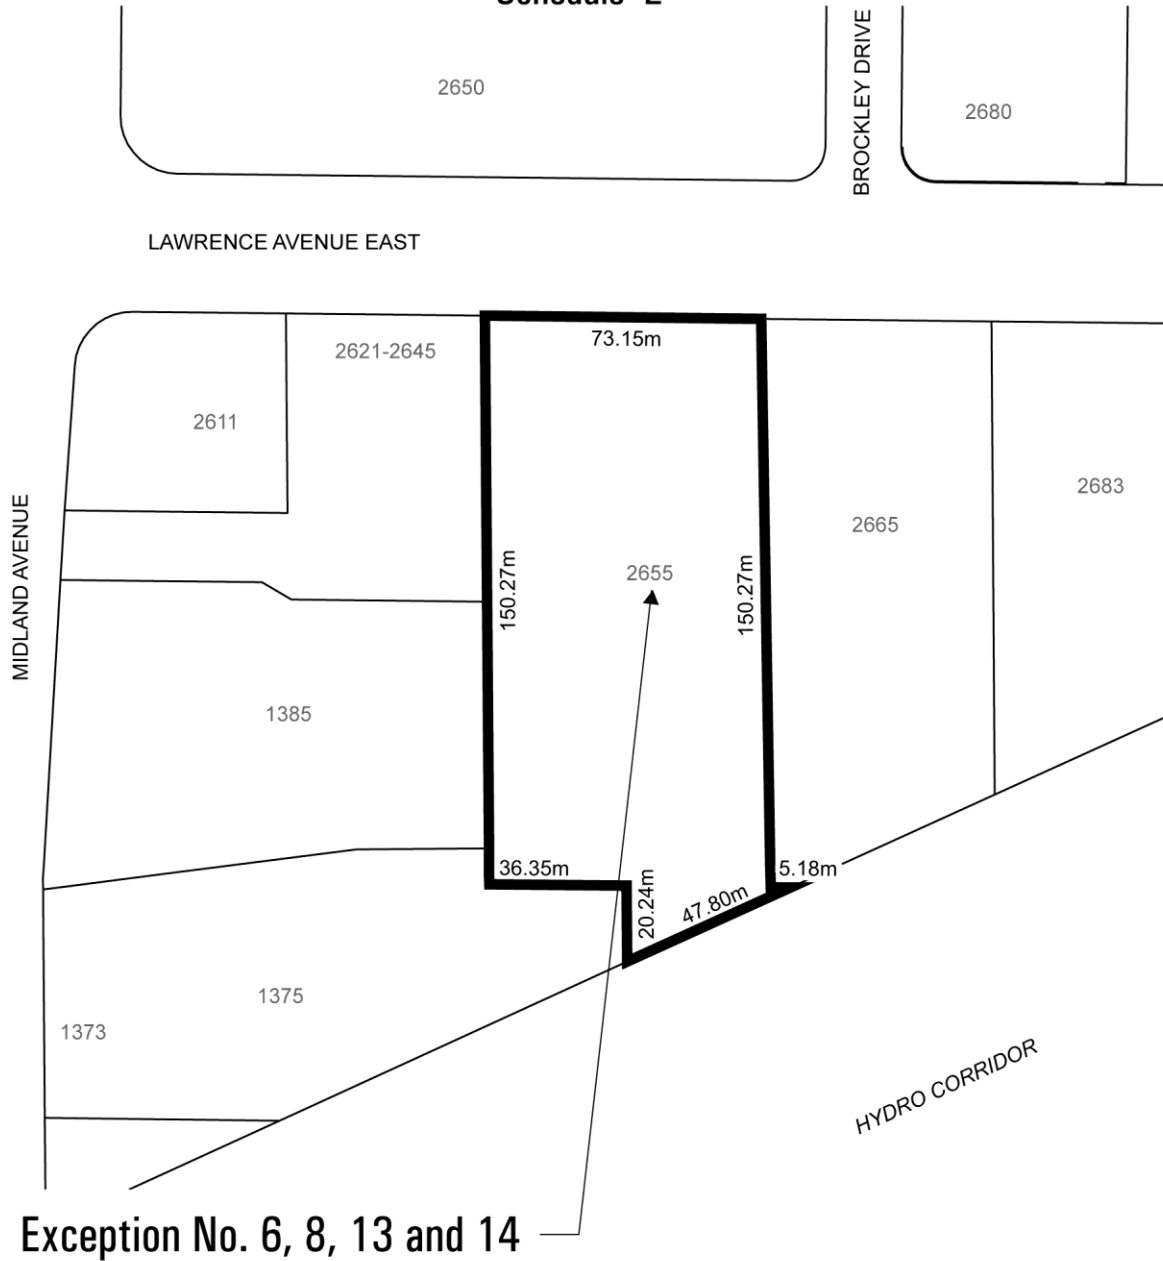 2650
BROCKLEY DRIVE
2680
LAWRENCE AVENUE EAST
73.15m
2621-2645
2611
2683
MIDLAND AVENUE
2665
150.27m
2655
150.27m
1385
36.35m
5.18m
20.24m
47.80m
1375
1373
HYDRO CORRIDOR
Exception No. 6, 8, 13 and 14